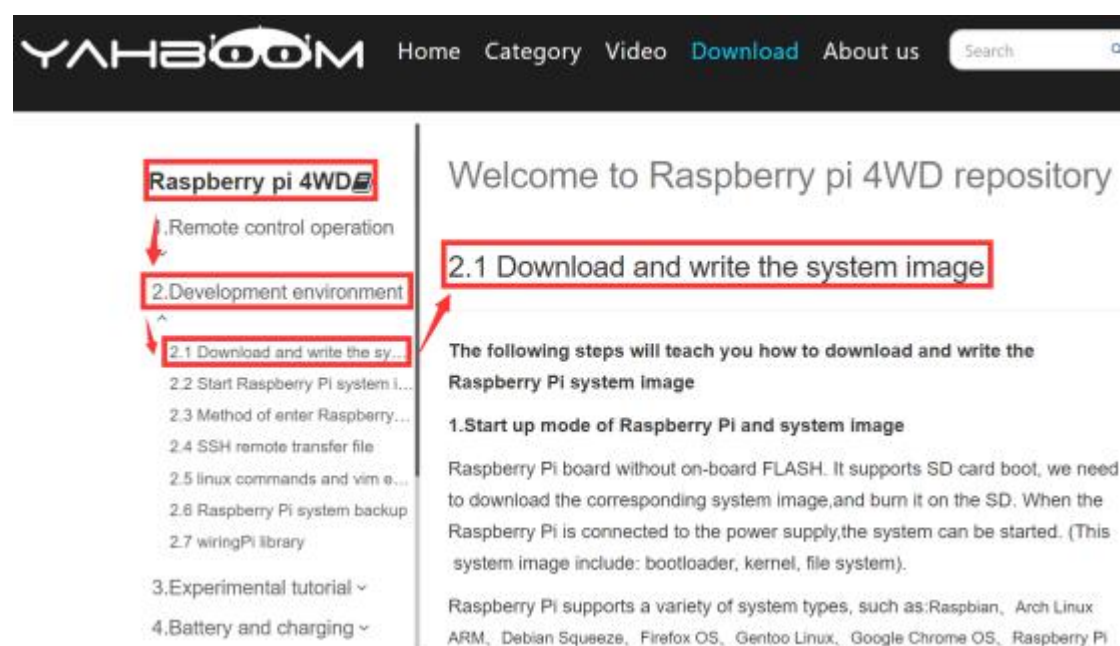 YAHBOOM Home Category Video Download About us Search
Raspberry pi 4WD
1.Remote control operation
2.Development environment
2.1 Download and write the sy...
2.2 Start Raspberry Pi system i...
2.3 Method of enter Raspberry...
2.4 SSH remote transfer file
2.5 linux commands and vim e...
2.6 Raspberry Pi system backup
2.7 wiringPi library
3.Experimental tutorial
4.Battery and charging
Welcome to Raspberry pi 4WD repository
2.1 Download and write the system image
The following steps will teach you how to download and write the
Raspberry Pi system image
1.Start up mode of Raspberry Pi and system image
Raspberry Pi board without on-board FLASH. It supports SD card boot, we need
to download the corresponding system image,and burn it on the SD. When the
Raspberry Pi is connected to the power supply,the system can be started. (This
system image include: bootloader, kernel, file system).
Raspberry Pi supports a variety of system types, such as:Raspbian、Arch Linux
ARM、Debian Squeeze、Firefox OS、Gentoo Linux、Google Chrome OS、Raspberry Pi